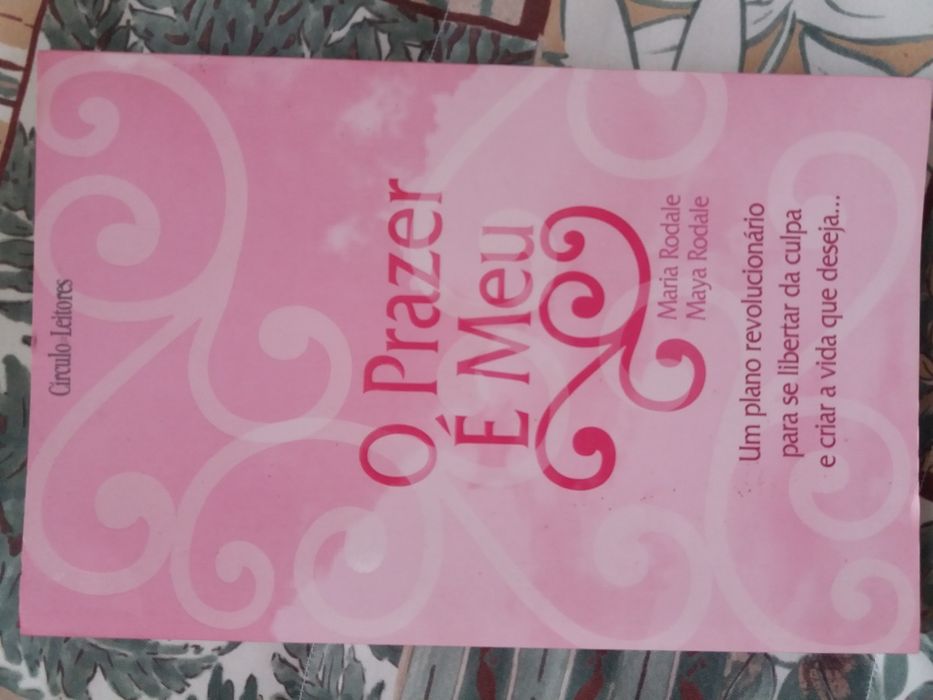 Círculo-Leitores
O Prazer
É Meu
Maria Rodale
Maya Rodale
Um plano revolucionário
para se libertar da culpa
e criar a vida que deseja...